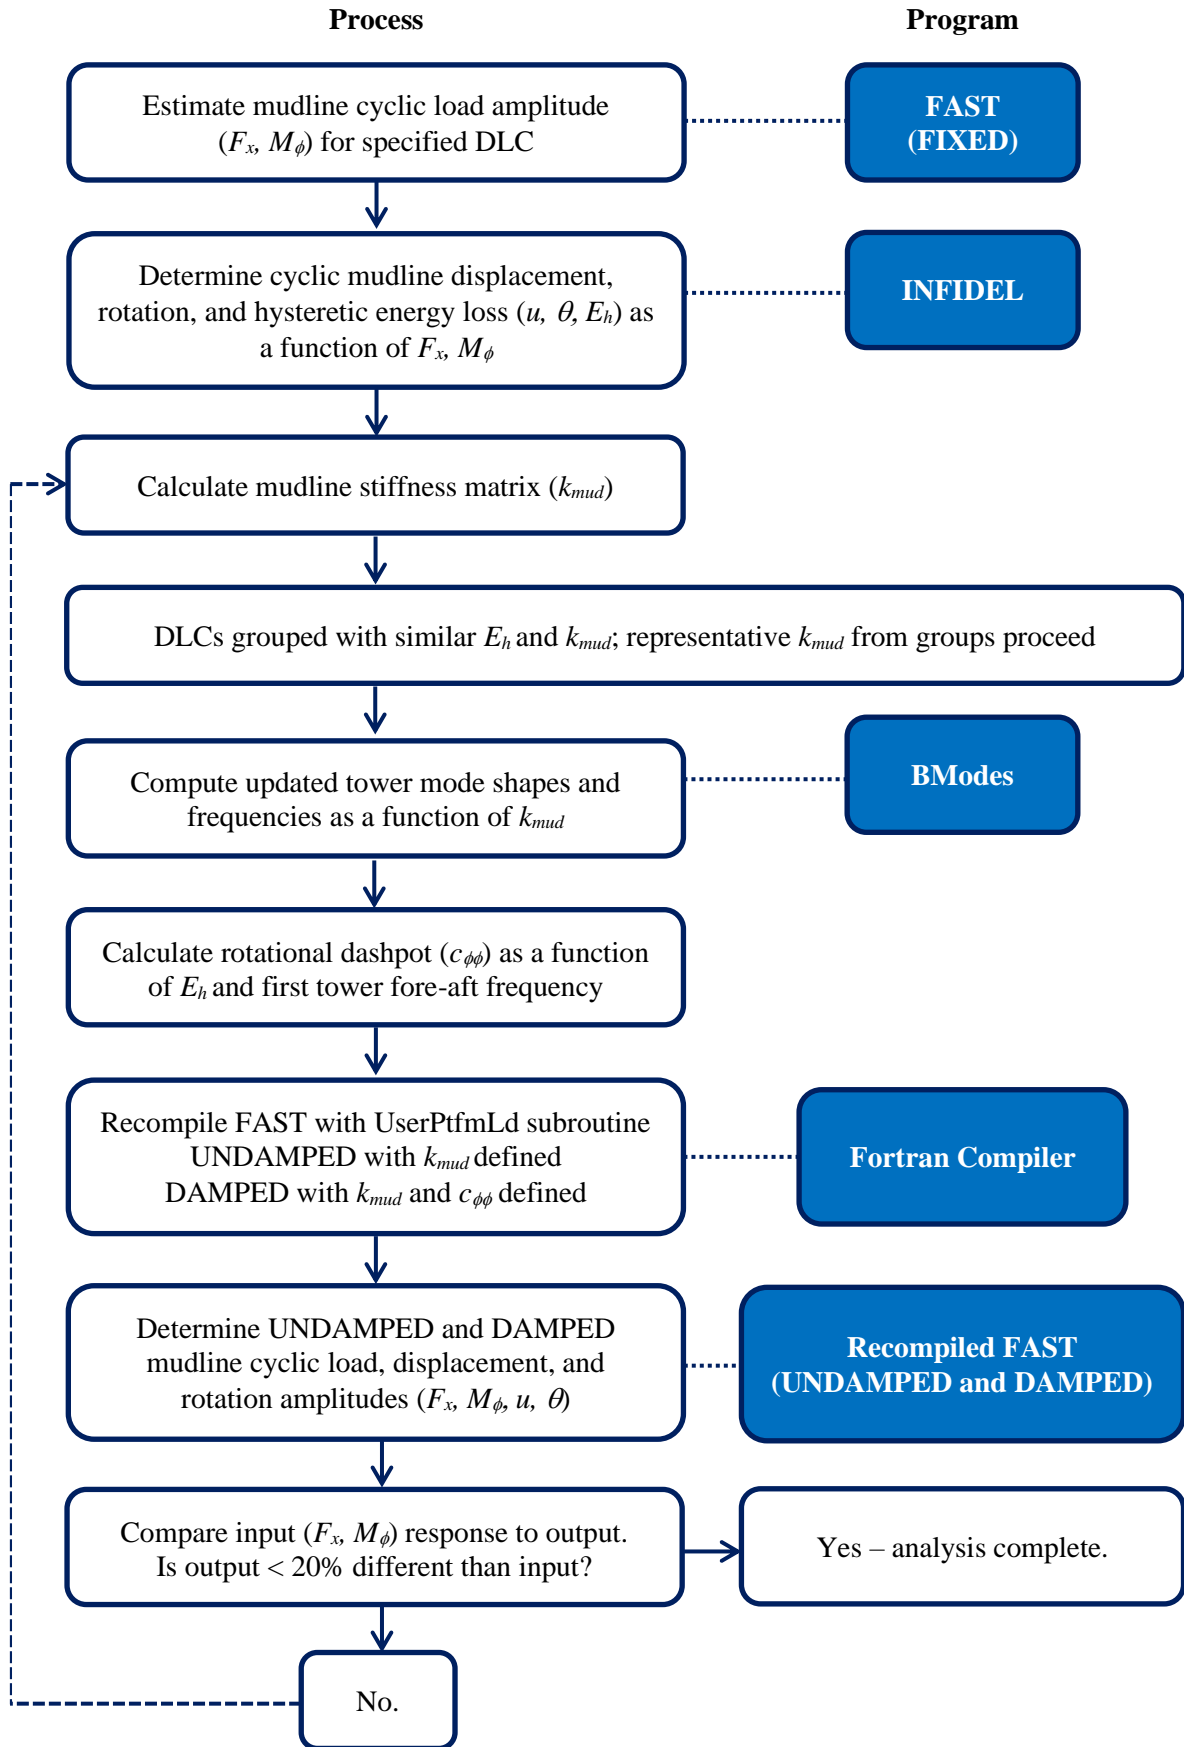 Process
Program
Estimate mudline cyclic load amplitude
(Fx, Mϕ) for specified DLC
FAST
(FIXED)
Determine cyclic mudline displacement,
rotation, and hysteretic energy loss (u, θ, Eh) as
a function of Fx, Mϕ
INFIDEL
Calculate mudline stiffness matrix (kmud)
DLCs grouped with similar Eh and kmud; representative kmud from groups proceed
Compute updated tower mode shapes and
frequencies as a function of kmud
BModes
Calculate rotational dashpot (cϕϕ) as a function
of Eh and first tower fore-aft frequency
Recompile FAST with UserPtfmLd subroutine
UNDAMPED with kmud defined
DAMPED with kmud and cϕϕ defined
Fortran Compiler
Determine UNDAMPED and DAMPED
mudline cyclic load, displacement, and
rotation amplitudes (Fx, Mϕ, u, θ)
Recompiled FAST
(UNDAMPED and DAMPED)
Compare input (Fx, Mϕ) response to output.
Is output < 20% different than input?
Yes – analysis complete.
No.